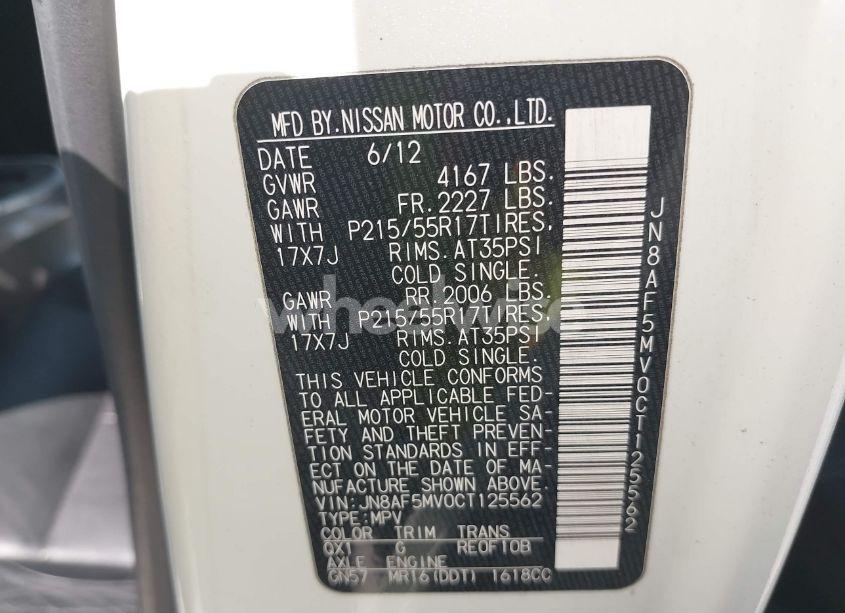 MFD BY.NISSAN MOTOR CO.,LTD.
DATE 6/12
GVWR 4167 LBS.
GAWR FR.2227 LBS.
WITH P215/55R17TIRES,
17X7J RIMS.AT35PSI
COLD SINGLE.
GAWR RR.2006 LBS.
WITH P215/55R17TIRES,
17X7J RIMS.AT35PSI
COLD SINGLE.
THIS VEHICLE CONFORMS
TO ALL APPLICABLE FED-
ERAL MOTOR VEHICLE SA-
FETY AND THEFT PREVEN-
TION STANDARDS IN EFF-
ECT ON THE DATE OF MA-
NUFACTURE SHOWN ABOVE.
VIN:JN8AF5MV0CT125562
TYPE:MPV
COLOR TRIM TRANS
QX1 G RE0F10B
AXLE ENGINE
GN57 MR16(DDT) 1618CC
JN8AF5MV0CT125562
wheelwise